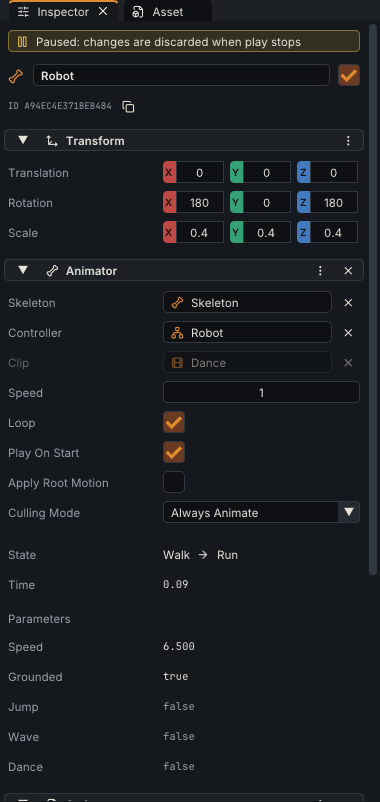 Inspector
Asset
Paused: changes are discarded when play stops
Robot
ID A94EC4E371BEB484
Transform
Translation X 0 Y 0 Z 0
Rotation X 180 Y 0 Z 180
Scale X 0.4 Y 0.4 Z 0.4
Animator
Skeleton Skeleton
Controller Robot
Clip Dance
Speed 1
Loop
Play On Start
Apply Root Motion
Culling Mode Always Animate
State Walk → Run
Time 0.09
Parameters
Speed 6.500
Grounded true
Jump false
Wave false
Dance false